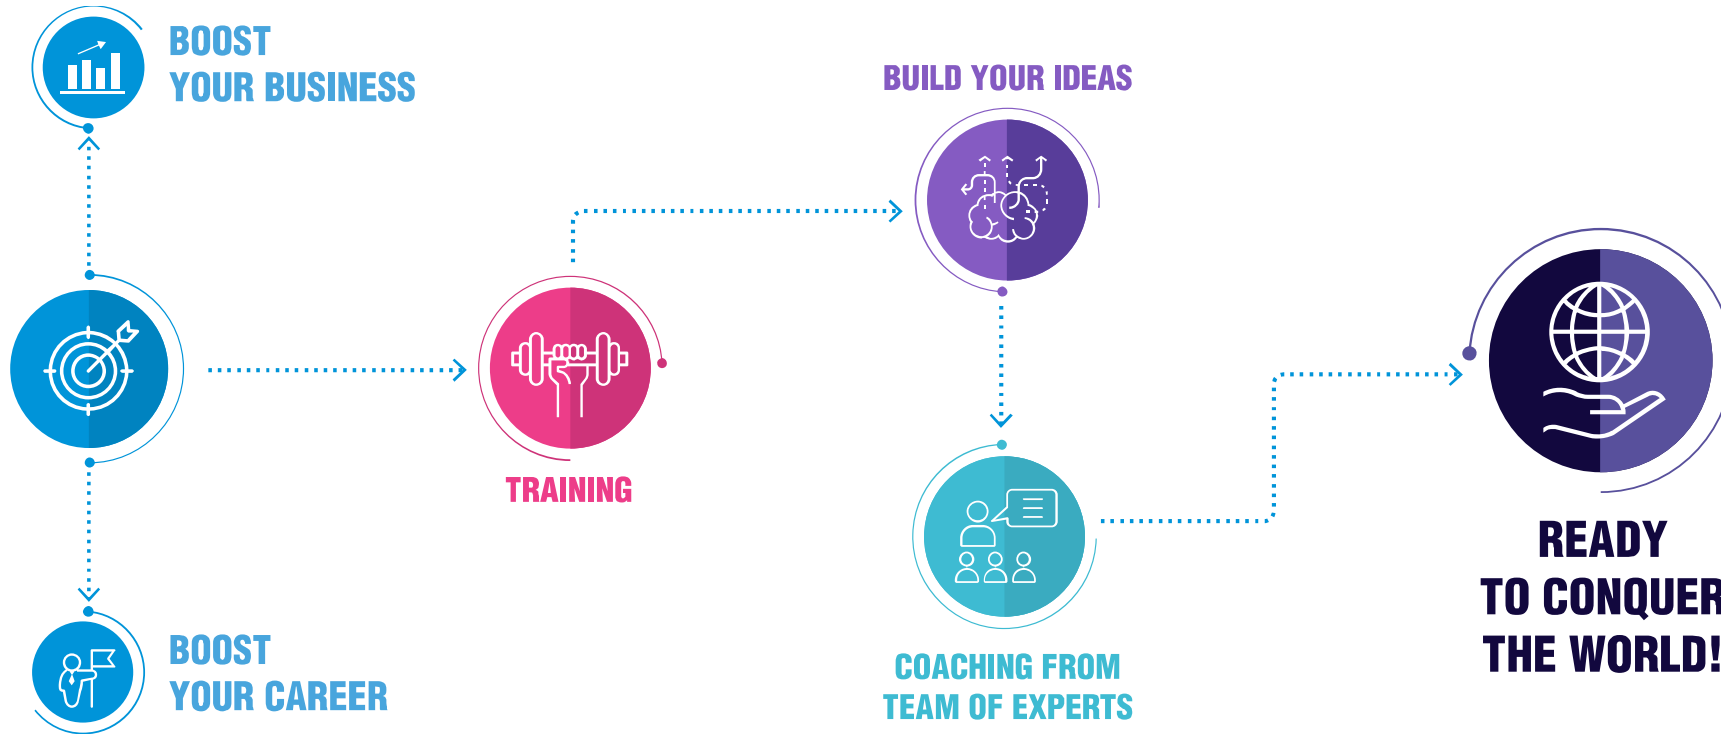 BOOST
YOUR BUSINESS
BUILD YOUR IDEAS
TRAINING
READY
TO CONQUER
THE WORLD!
BOOST
YOUR CAREER
COACHING FROM
TEAM OF EXPERTS